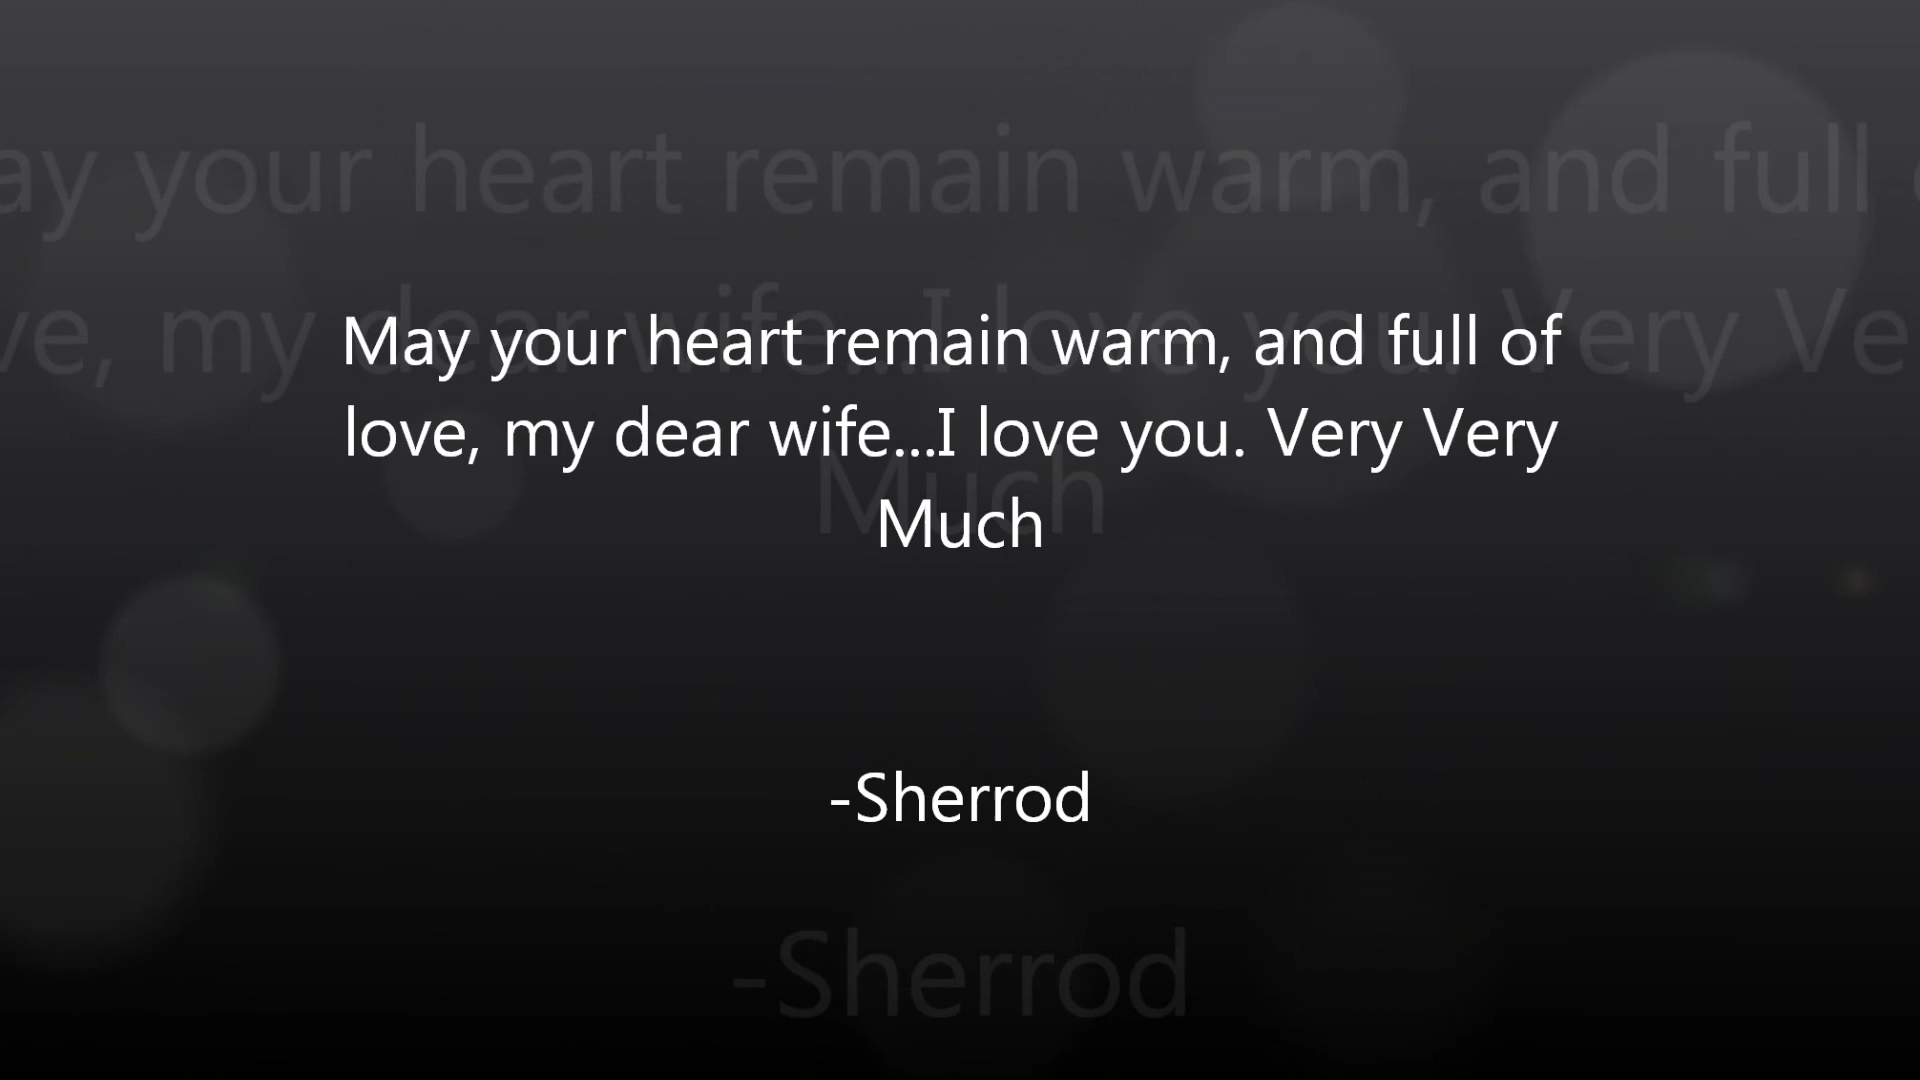 May your heart remain warm, and full of
love, my dear wife...I love you. Very Very
Much
-Sherrod